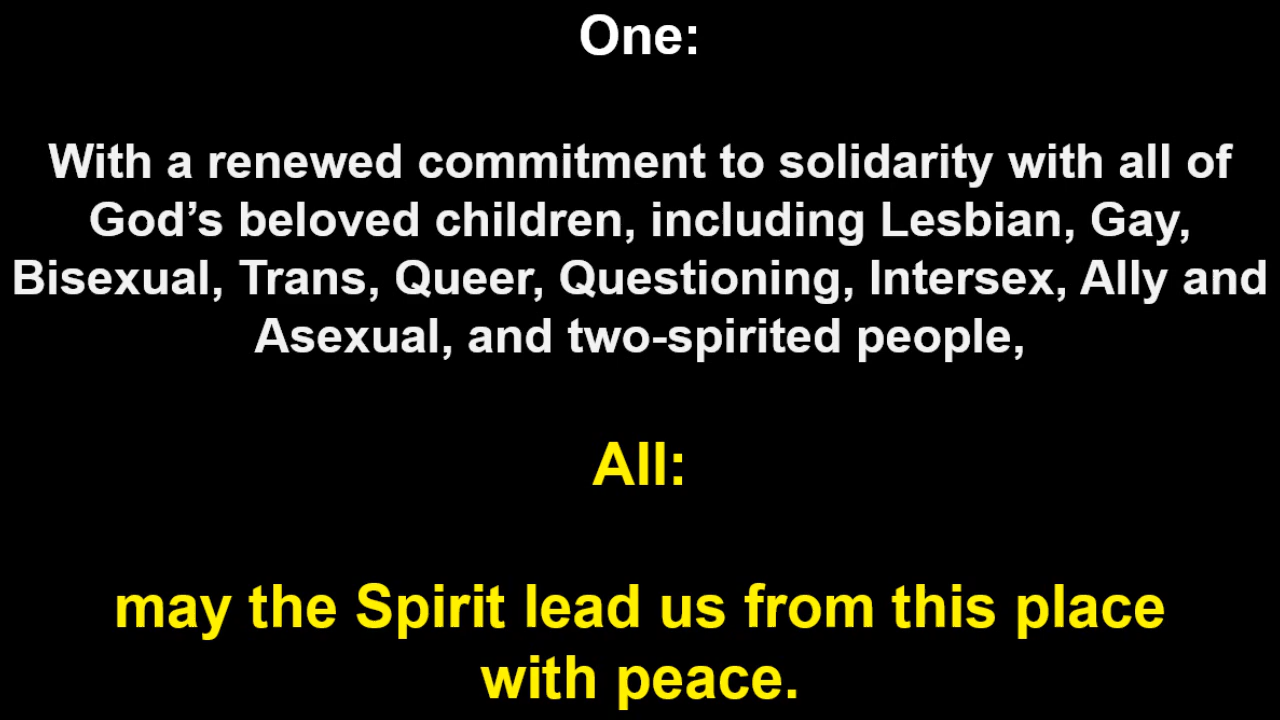 One:
With a renewed commitment to solidarity with all of
God’s beloved children, including Lesbian, Gay,
Bisexual, Trans, Queer, Questioning, Intersex, Ally and
Asexual, and two-spirited people,
All:
may the Spirit lead us from this place
with peace.